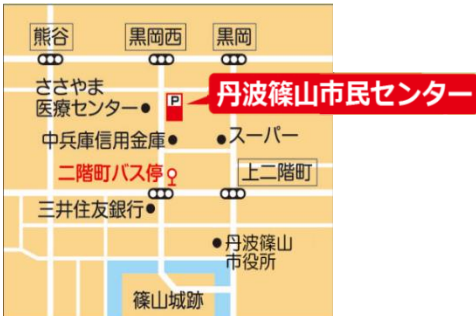 熊谷
黒岡西
黒岡
ささやま
医療センター
P
丹波篠山市民センター
中兵庫信用金庫
スーパー
二階町バス停
上二階町
三井住友銀行
丹波篠山
市役所
篠山城跡